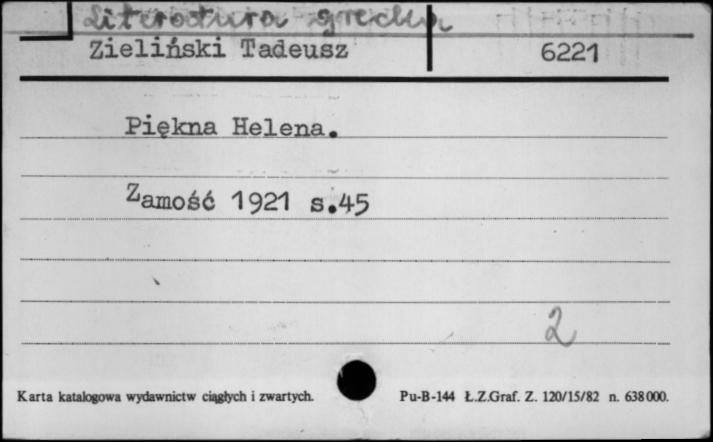 Literatura grecka
Zieliński Tadeusz 6221
Piękna Helena.
Zamość 1921 s.45
2
Karta katalogowa wydawnictw ciągłych i zwartych. Pu-B-144 Ł.Z.Graf. Z. 120/15/82 n. 638000.